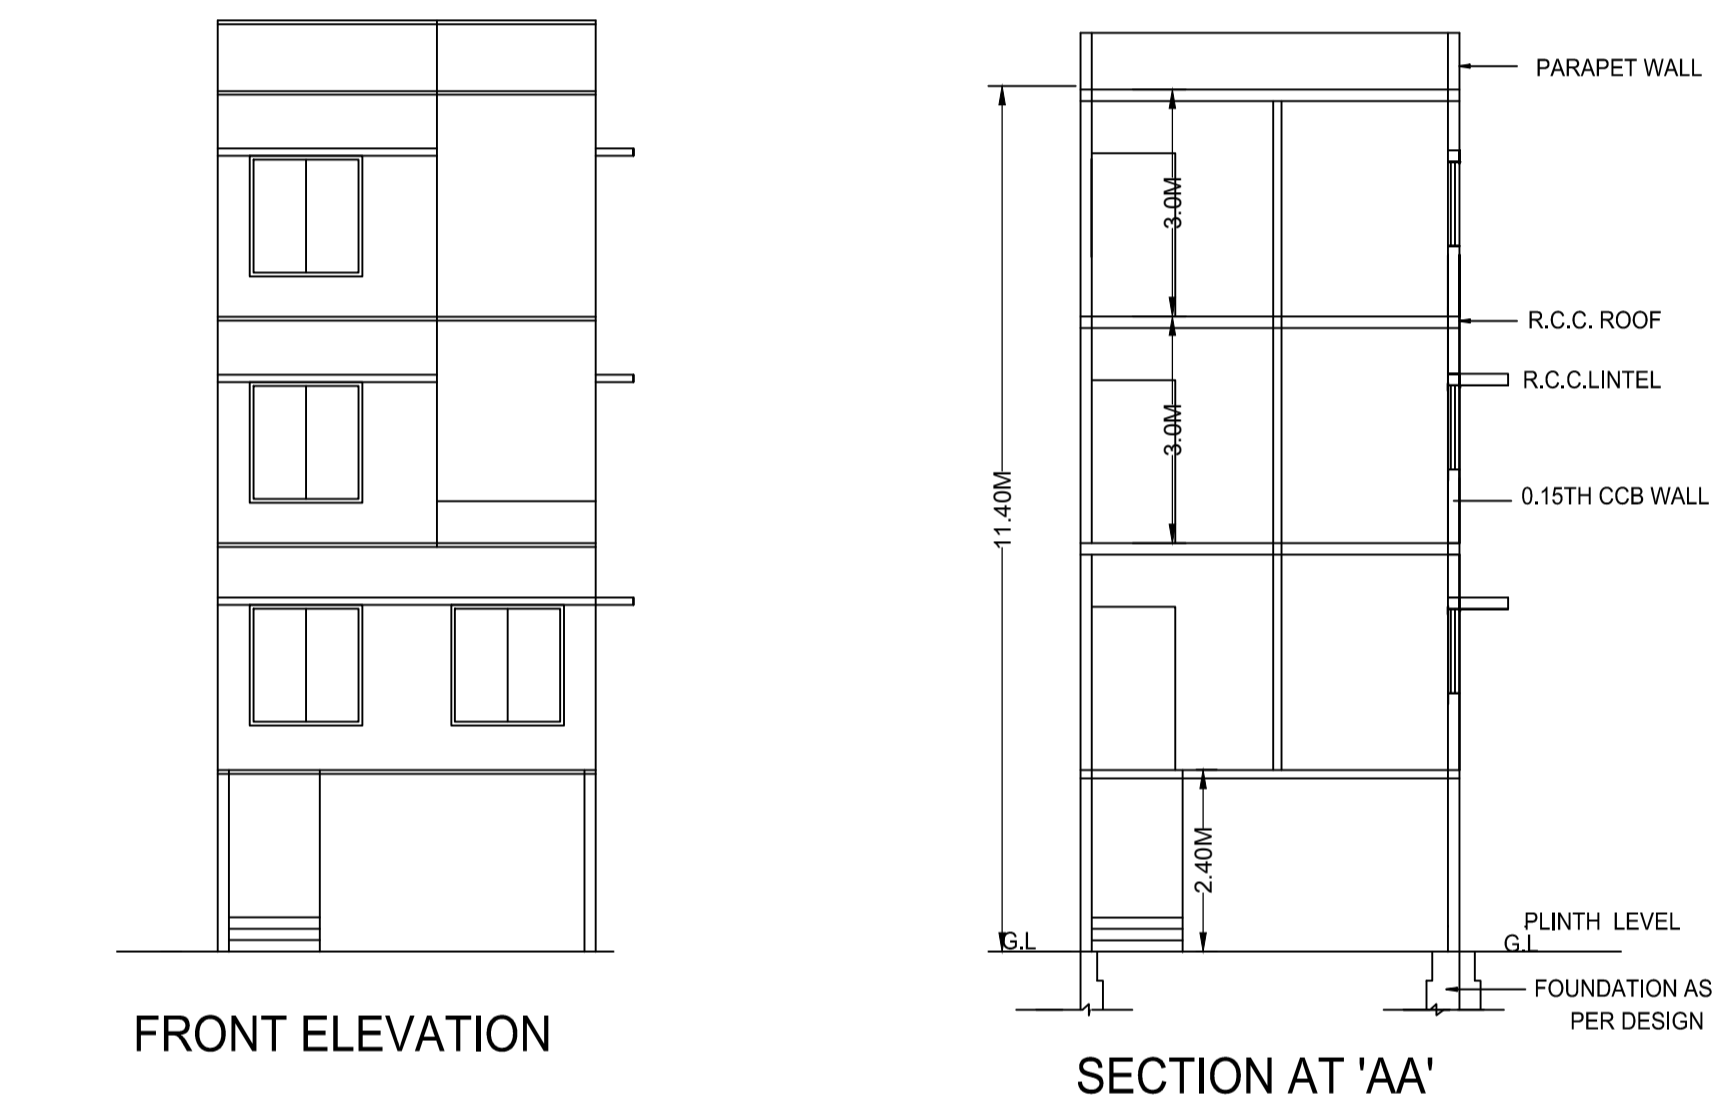 PARAPET WALL
3.0M
R.C.C. ROOF
R.C.C.LINTEL
3.0M
11.40M
0.15TH CCB WALL
2.40M
PLINTH LEVEL
G.L
G.L
FOUNDATION AS
PER DESIGN
FRONT ELEVATION
SECTION AT 'AA'